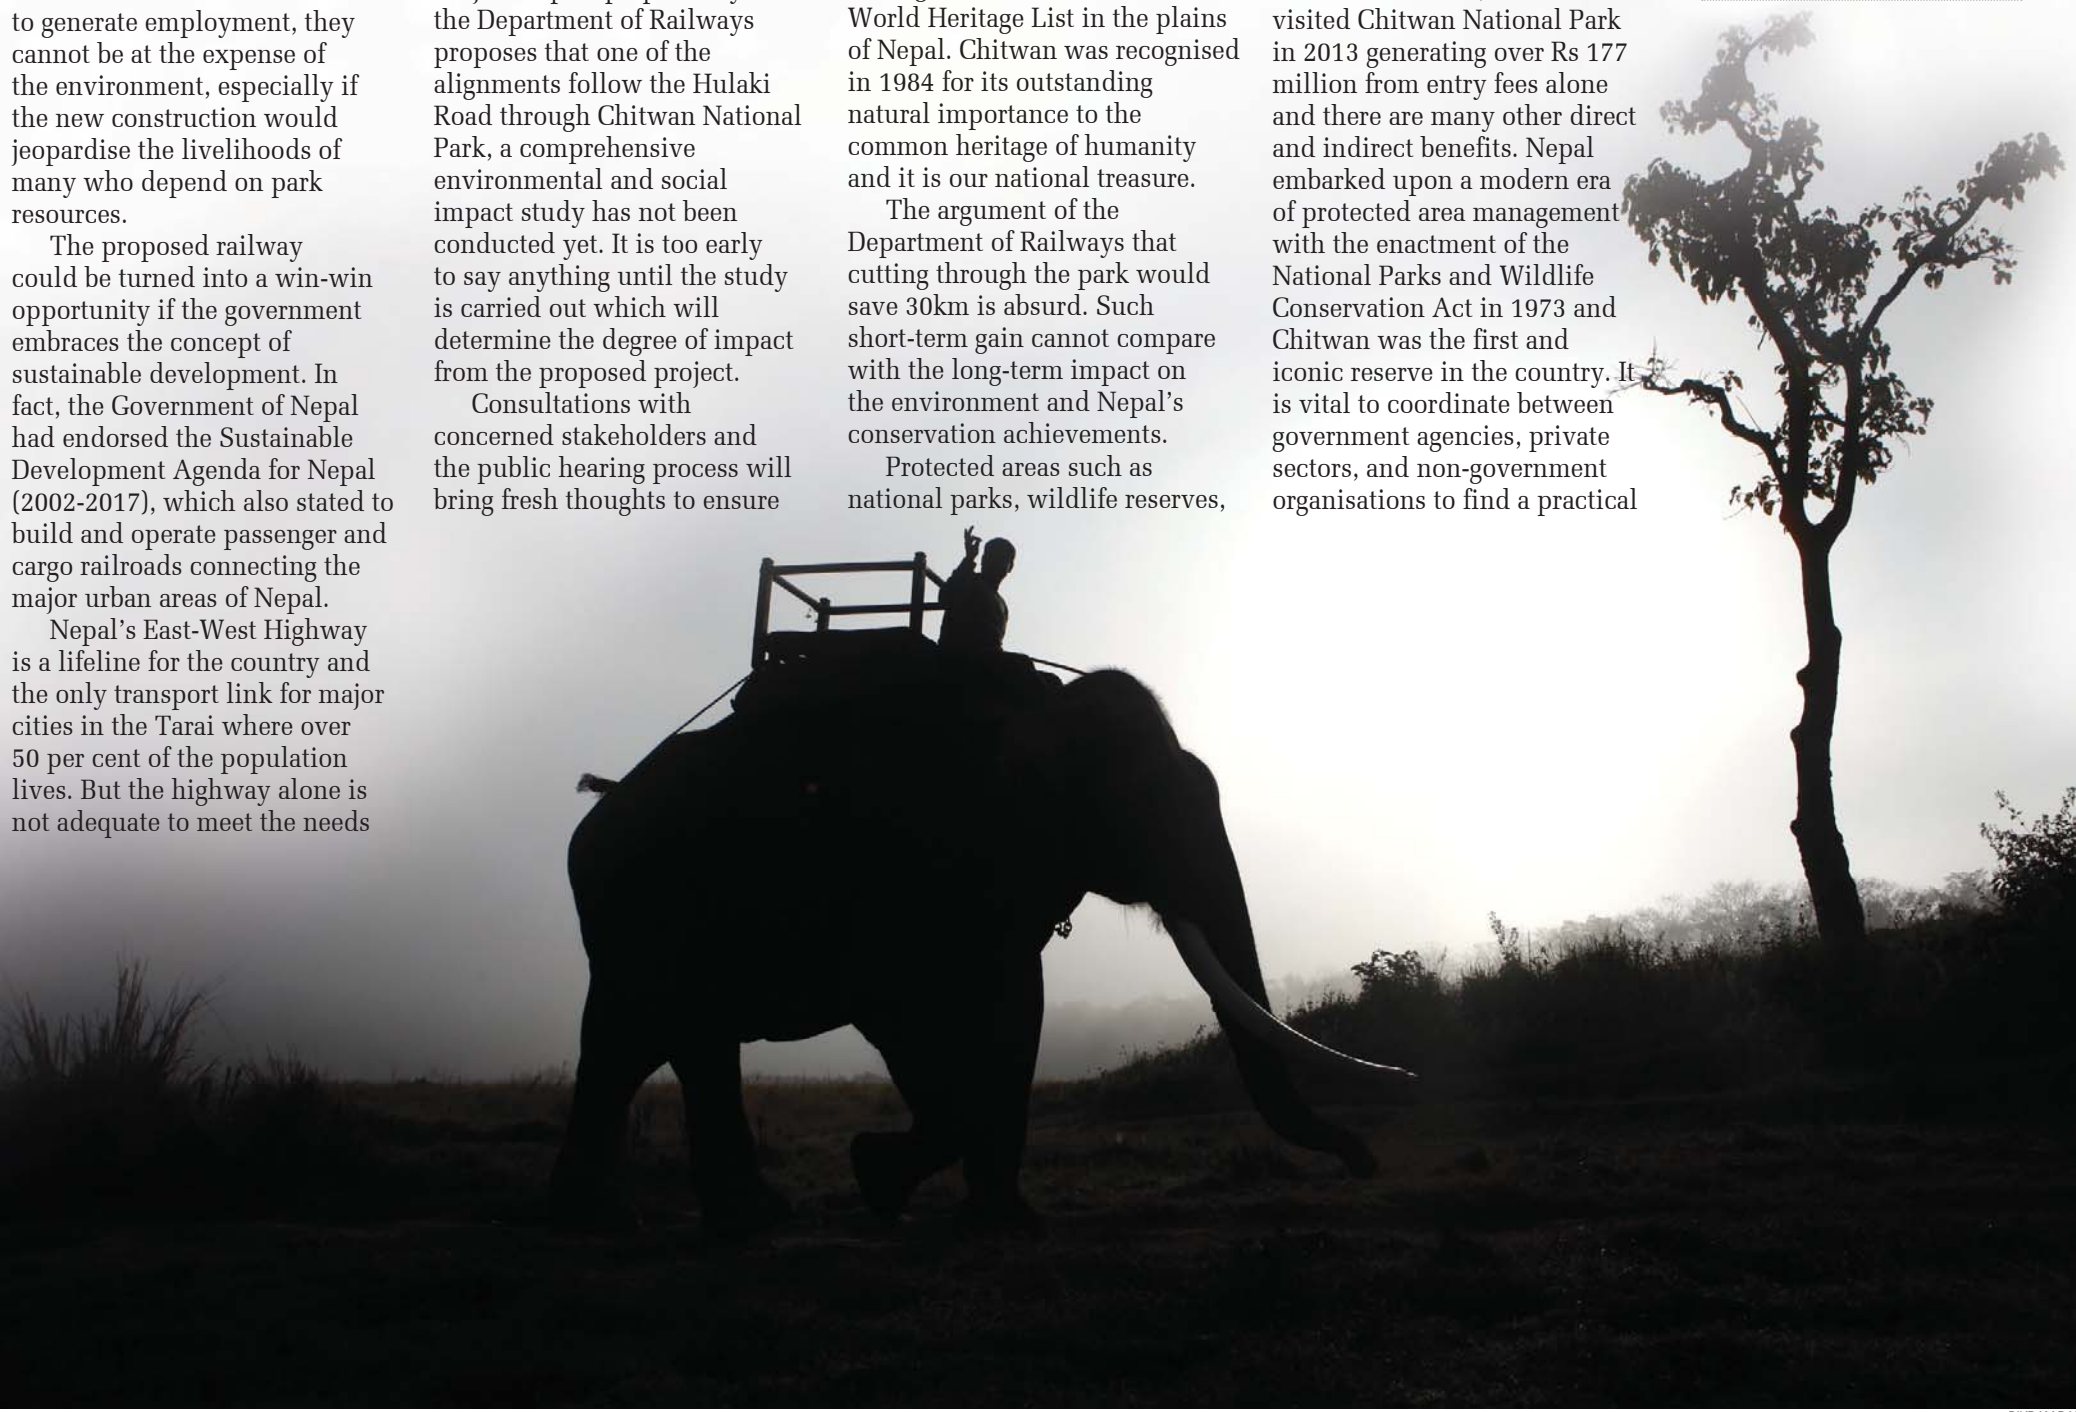 to generate employment, they
cannot be at the expense of
the environment, especially if
the new construction would
jeopardise the livelihoods of
many who depend on park
resources.
The proposed railway
could be turned into a win-win
opportunity if the government
embraces the concept of
sustainable development. In
fact, the Government of Nepal
had endorsed the Sustainable
Development Agenda for Nepal
(2002-2017), which also stated to
build and operate passenger and
cargo railroads connecting the
major urban areas of Nepal.
Nepal’s East-West Highway
is a lifeline for the country and
the only transport link for major
cities in the Tarai where over
50 per cent of the population
lives. But the highway alone is
not adequate to meet the needs
the Department of Railways
proposes that one of the
alignments follow the Hulaki
Road through Chitwan National
Park, a comprehensive
environmental and social
impact study has not been
conducted yet. It is too early
to say anything until the study
is carried out which will
determine the degree of impact
from the proposed project.
Consultations with
concerned stakeholders and
the public hearing process will
bring fresh thoughts to ensure
World Heritage List in the plains
of Nepal. Chitwan was recognised
in 1984 for its outstanding
natural importance to the
common heritage of humanity
and it is our national treasure.
The argument of the
Department of Railways that
cutting through the park would
save 30km is absurd. Such
short-term gain cannot compare
with the long-term impact on
the environment and Nepal’s
conservation achievements.
Protected areas such as
national parks, wildlife reserves,
visited Chitwan National Park
in 2013 generating over Rs 177
million from entry fees alone
and there are many other direct
and indirect benefits. Nepal
embarked upon a modern era
of protected area management
with the enactment of the
National Parks and Wildlife
Conservation Act in 1973 and
Chitwan was the first and
iconic reserve in the country. It
is vital to coordinate between
government agencies, private
sectors, and non-government
organisations to find a practical